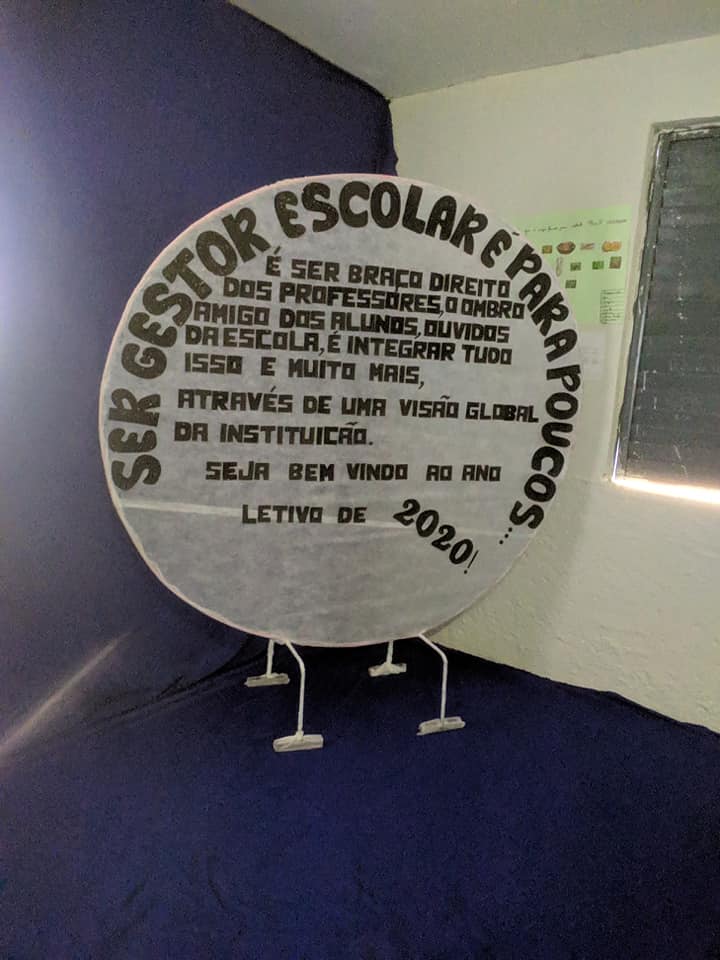 SER GESTOR ESCOLAR É PARA POUCOS...
É SER BRAÇO DIREITO
DOS PROFESSORES, O OMBRO
AMIGO DOS ALUNOS, OUVIDOS
DA ESCOLA, É INTEGRAR TUDO
ISSO E MUITO MAIS,
ATRAVÉS DE UMA VISÃO GLOBAL
DA INSTITUIÇÃO.
SEJA BEM VINDO AO ANO
LETIVO DE 2020!